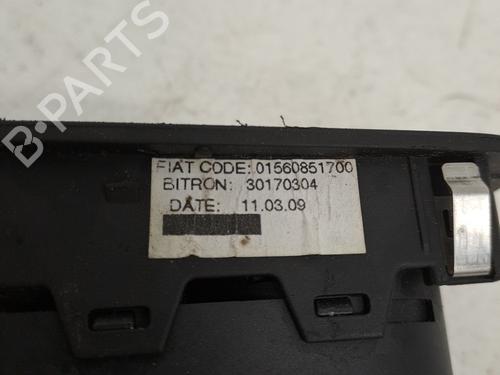 FIAT CODE: 01560851700
BITRON: 30170304
DATE: 11.03.09
B-PARTS